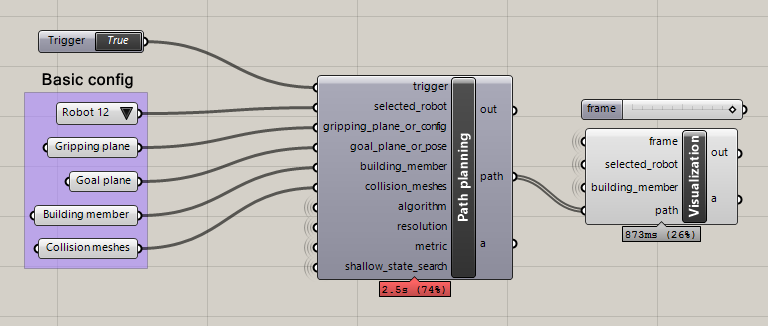 Trigger True
Basic config
Robot 12
Gripping plane
Goal plane
Building member
Collision meshes
trigger
selected_robot
gripping_plane_or_config
goal_plane_or_pose
building_member
collision_meshes
algorithm
resolution
metric
shallow_state_search
Path planning
out
path
a
2.5s (74%)
frame
frame
selected_robot
building_member
path
Visualization
out
a
873ms (26%)